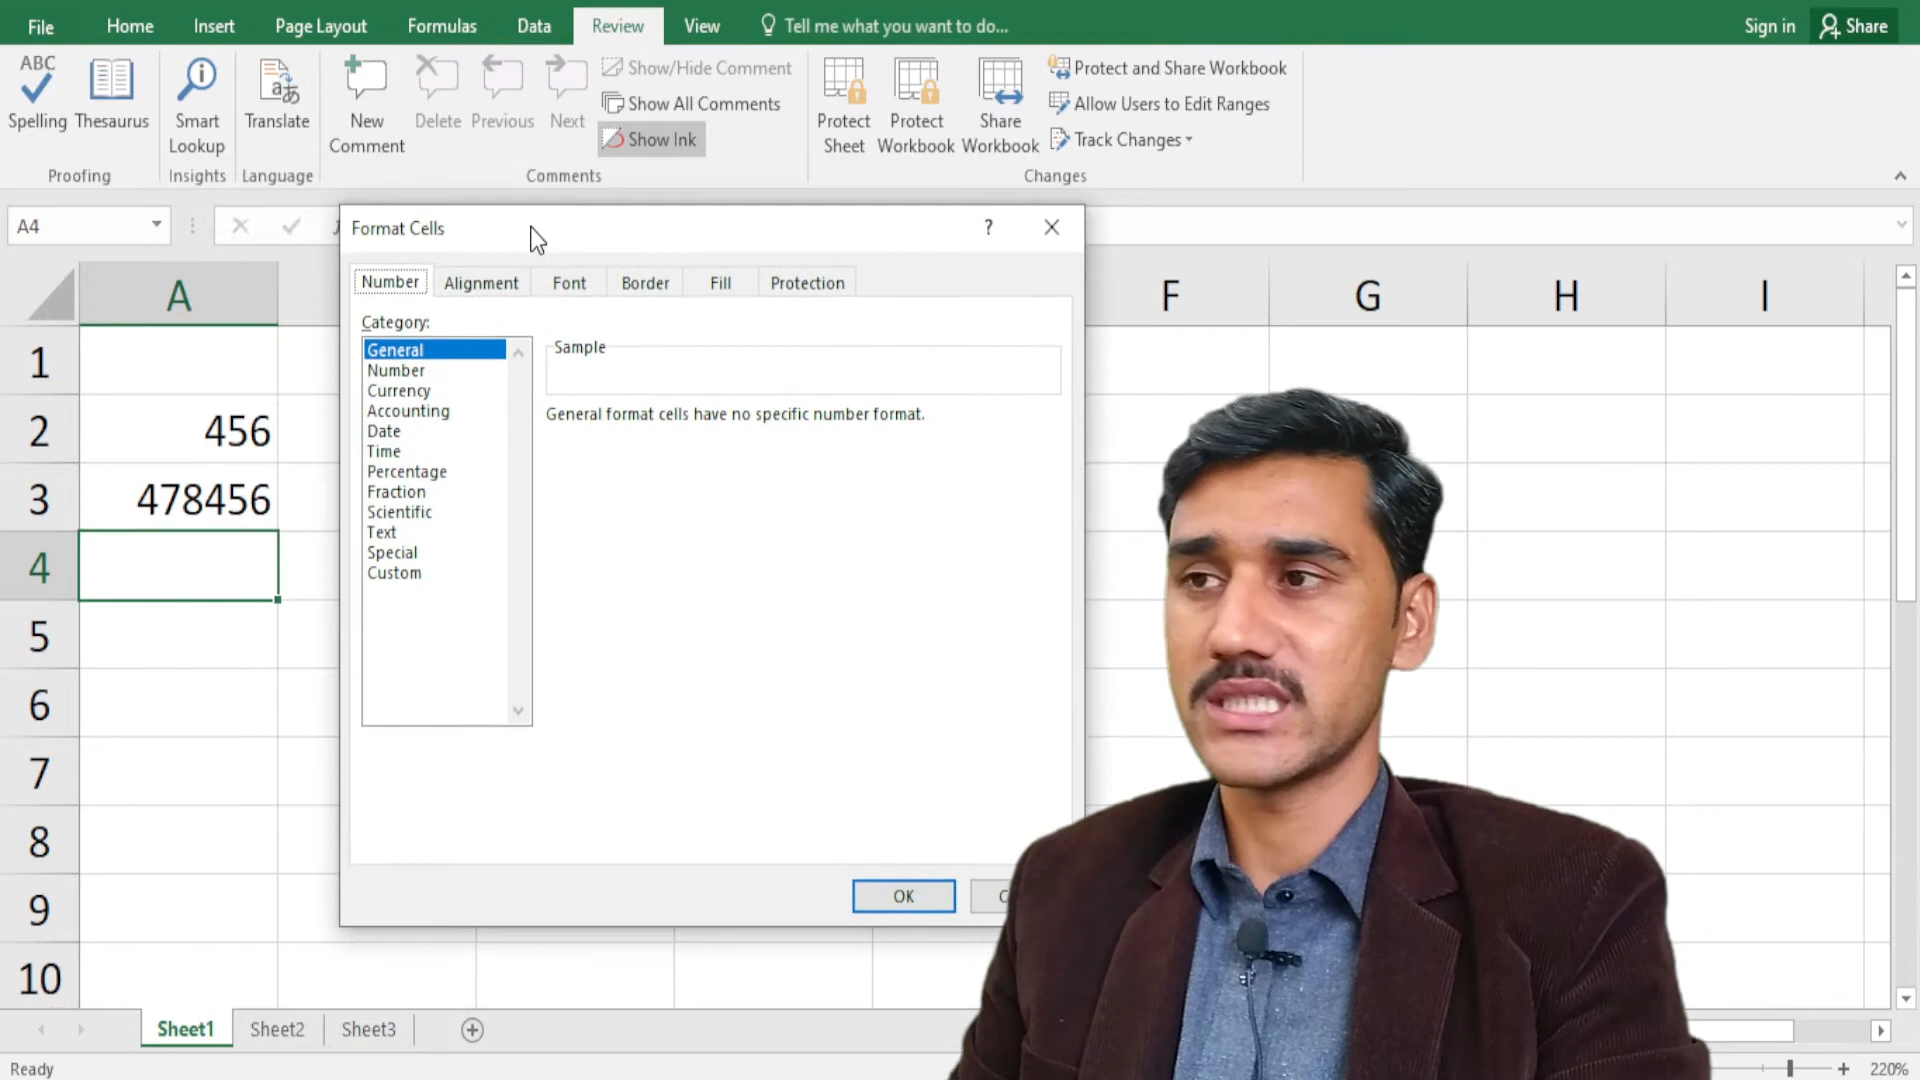 File Home Insert Page Layout Formulas Data Review View Tell me what you want to do... Sign in Share
ABC
Show/Hide Comment
Protect and Share Workbook
Show All Comments
Allow Users to Edit Ranges
Spelling Thesaurus Smart Lookup Translate New Comment Delete Previous Next Protect Sheet Protect Workbook Share Workbook
Show Ink
Track Changes
Proofing Insights Language Comments Changes
A4
Format Cells ?
Number Alignment Font Border Fill Protection
A F G H I
Category:
General
Number
Currency
Accounting
Date
Time
Percentage
Fraction
Scientific
Text
Special
Custom
Sample
General format cells have no specific number format.
OK
1
2 456
3 478456
4
5
6
7
8
9
10
Sheet1 Sheet2 Sheet3
Ready 220%